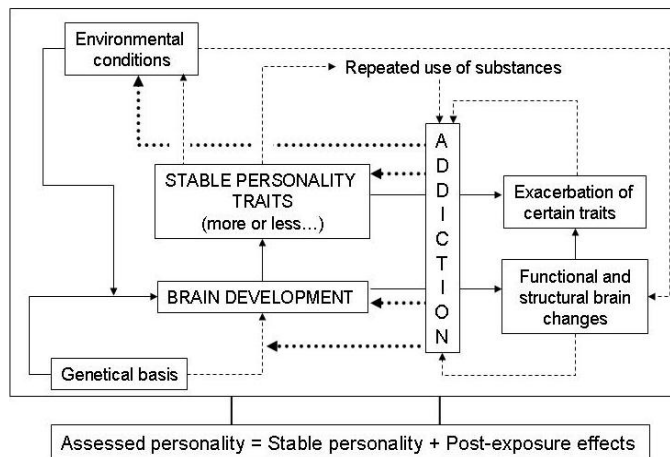 Environmental
conditions
Repeated use of substances
STABLE PERSONALITY
TRAITS
(more or less…)
A
D
D
I
C
T
I
O
N
Exacerbation of
certain traits
BRAIN DEVELOPMENT
Functional and
structural brain
changes
Genetical basis
Assessed personality = Stable personality + Post-exposure effects